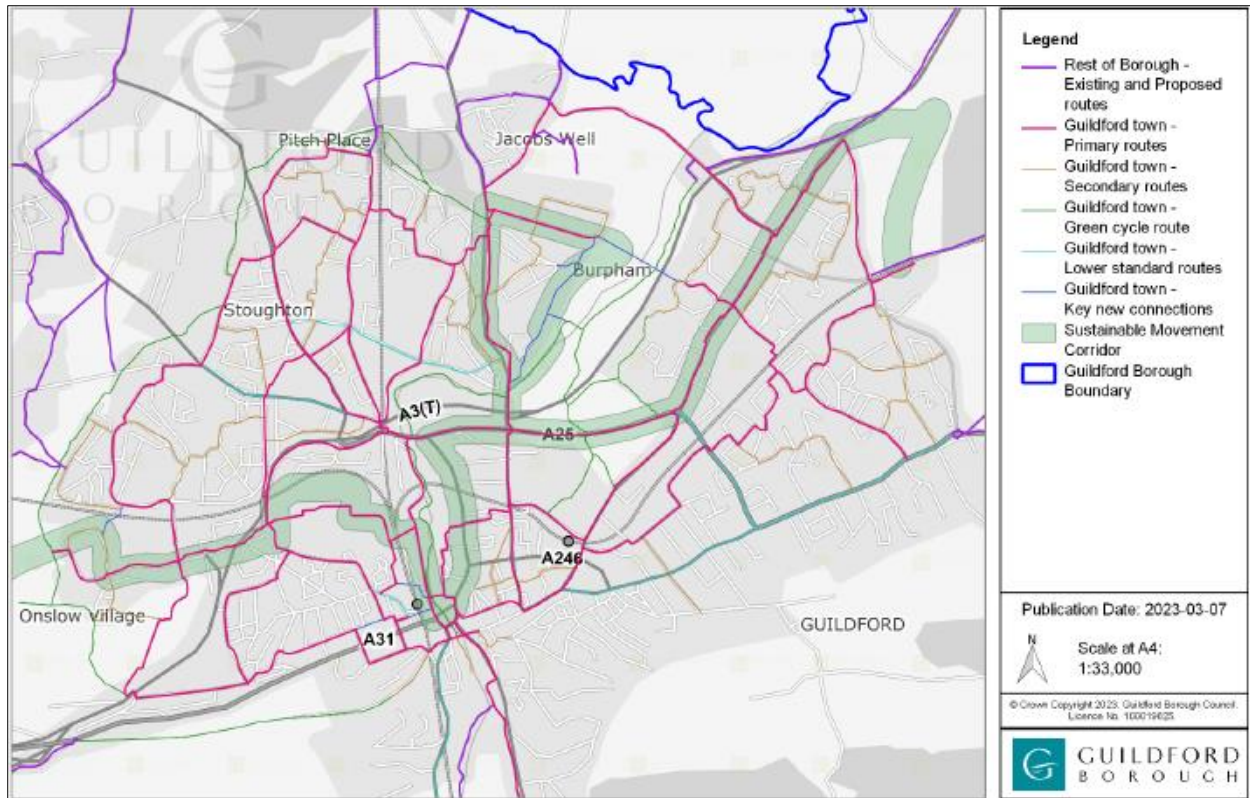 GUILDFORD
BOROUGH
Pitch Place
Jacobs Well
Burpham
Stoughton
A3(T)
A25
A246
Onslow Village
A31
GUILDFORD
Legend
Rest of Borough -
Existing and Proposed
routes
Guildford town -
Primary routes
Guildford town -
Secondary routes
Guildford town -
Green cycle route
Guildford town -
Lower standard routes
Guildford town -
Key new connections
Sustainable Movement
Corridor
Guildford Borough
Boundary
Publication Date: 2023-03-07
N
Scale at A4:
1:33,000
© Crown Copyright 2023. Guildford Borough Council.
Licence No. 100019625.
G
GUILDFORD
BOROUGH